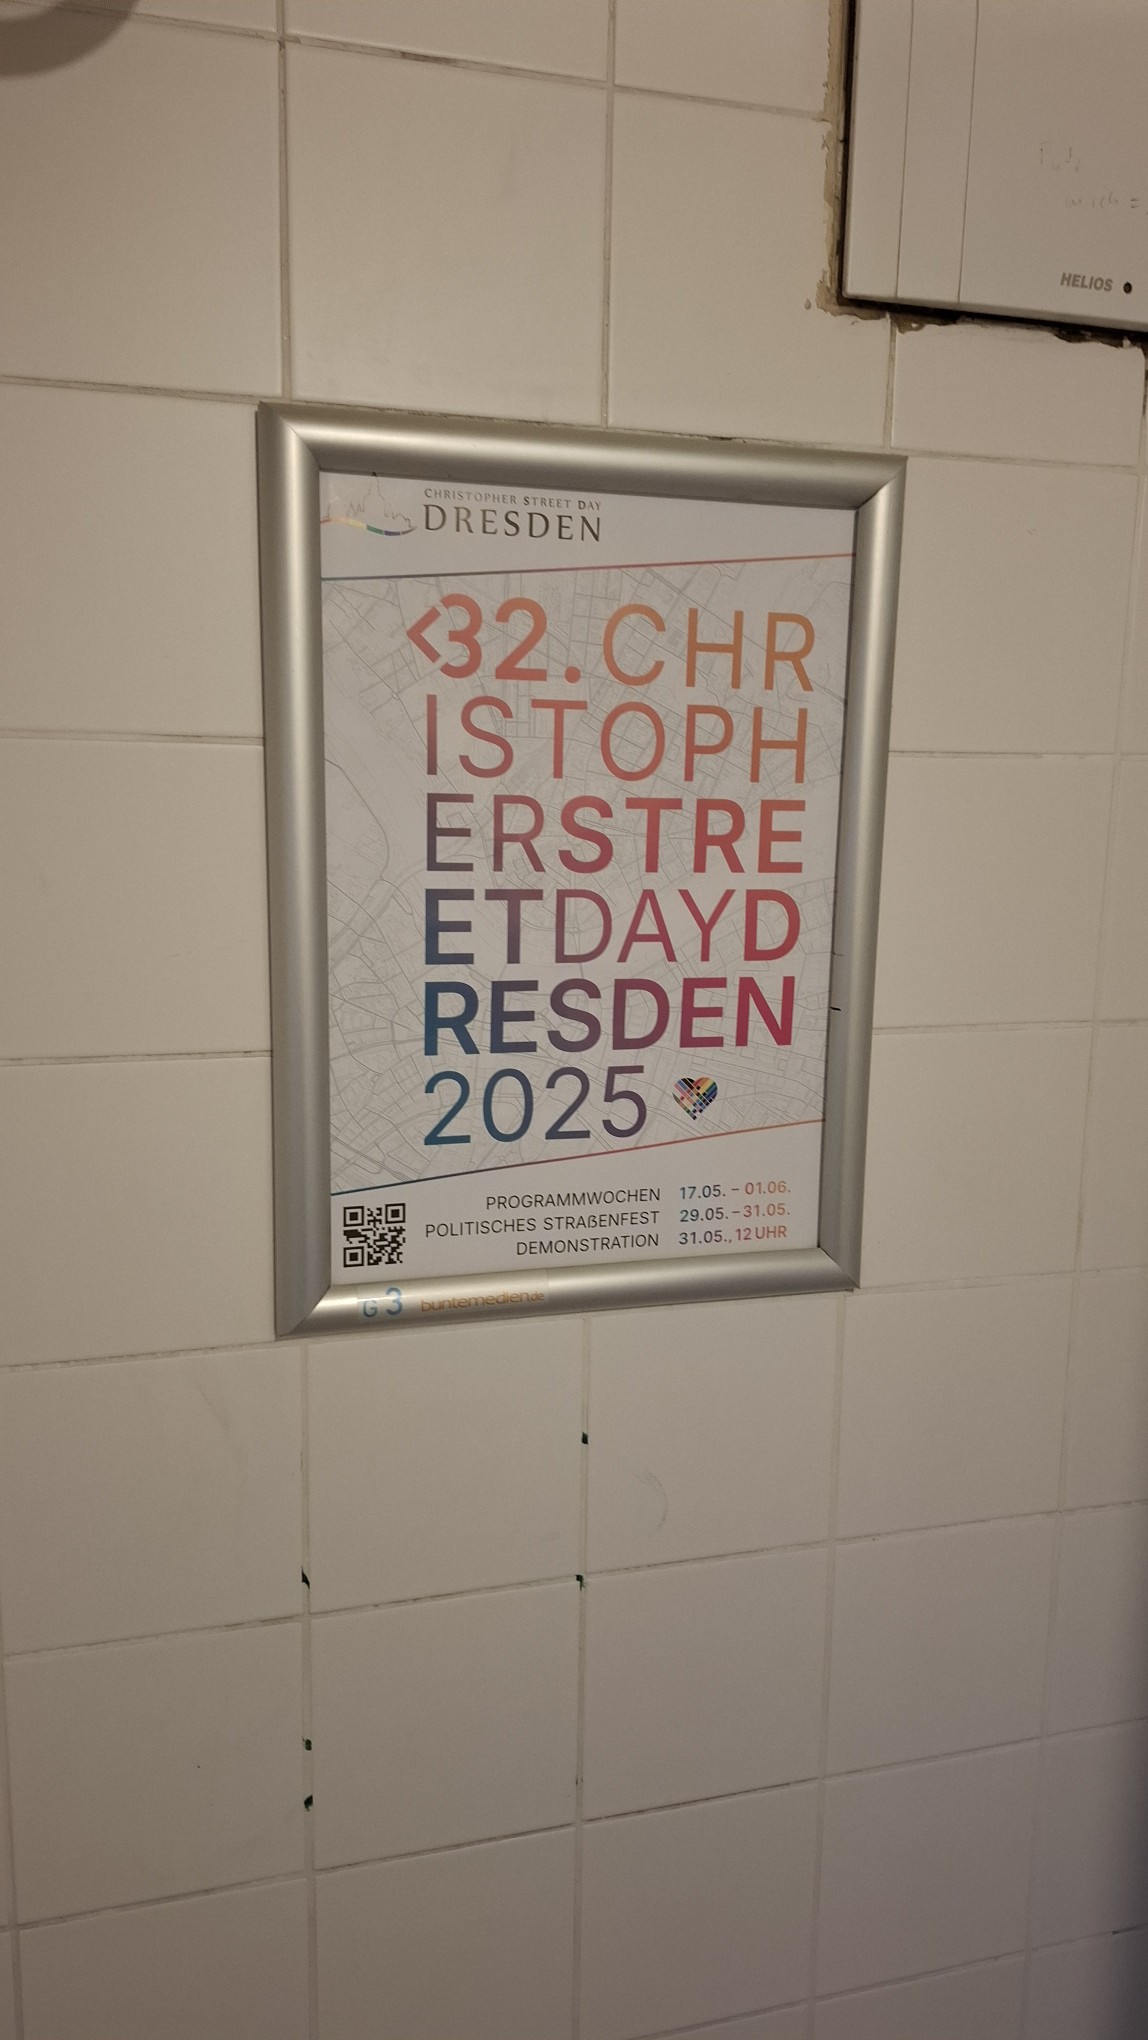 HELIOS
CHRISTOPHER STREET DAY
DRESDEN
<32. CHR
ISTOPH
ERSTRE
ETDAYD
RESDEN
2025
PROGRAMMWOCHEN 17.05. – 01.06.
POLITISCHES STRAßENFEST 29.05. – 31.05.
DEMONSTRATION 31.05., 12 UHR
G 3 buntemedien.de